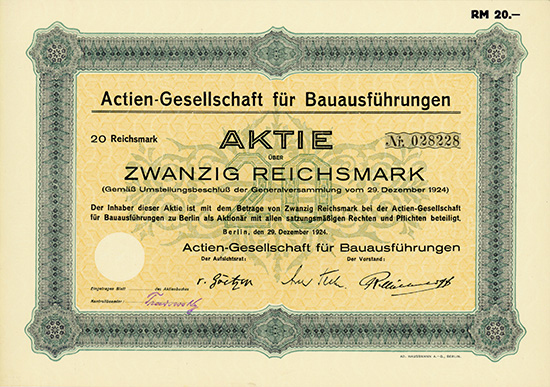 RM 20.—
Actien-Gesellschaft für Bauausführungen
20 Reichsmark
AKTIE
Nr. 028228
ÜBER
ZWANZIG REICHSMARK
(Gemäß Umstellungsbeschluß der Generalversammlung vom 29. Dezember 1924)
Der Inhaber dieser Aktie ist mit dem Betrage von Zwanzig Reichsmark bei der Actien-Gesellschaft
für Bauausführungen zu Berlin als Aktionär mit allen satzungsmäßigen Rechten und Pflichten beteiligt.
Berlin, den 29. Dezember 1924.
Actien-Gesellschaft für Bauausführungen
Der Aufsichtsrat: Der Vorstand:
Eingetragen Blatt des Aktienbuches
Kontrollbeamter: